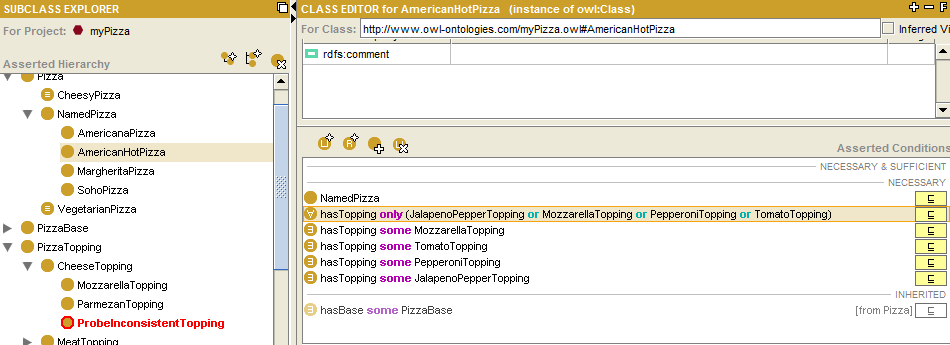 SUBCLASS EXPLORER
For Project: myPizza
Asserted Hierarchy
Pizza
CheesyPizza
NamedPizza
AmericanaPizza
AmericanHotPizza
MargheritaPizza
SohoPizza
VegetarianPizza
PizzaBase
PizzaTopping
CheeseTopping
MozzarellaTopping
ParmezanTopping
ProbeInconsistentTopping
MeatTopping
CLASS EDITOR for AmericanHotPizza (instance of owl:Class)
For Class: http://www.owl-ontologies.com/myPizza.owl#AmericanHotPizza
Inferred Vi
rdfs:comment
Asserted Conditions
NECESSARY & SUFFICIENT
NECESSARY
NamedPizza
hasTopping only (JalapenoPepperTopping or MozzarellaTopping or PepperoniTopping or TomatoTopping)
hasTopping some MozzarellaTopping
hasTopping some TomatoTopping
hasTopping some PepperoniTopping
hasTopping some JalapenoPepperTopping
INHERITED
hasBase some PizzaBase [from Pizza]